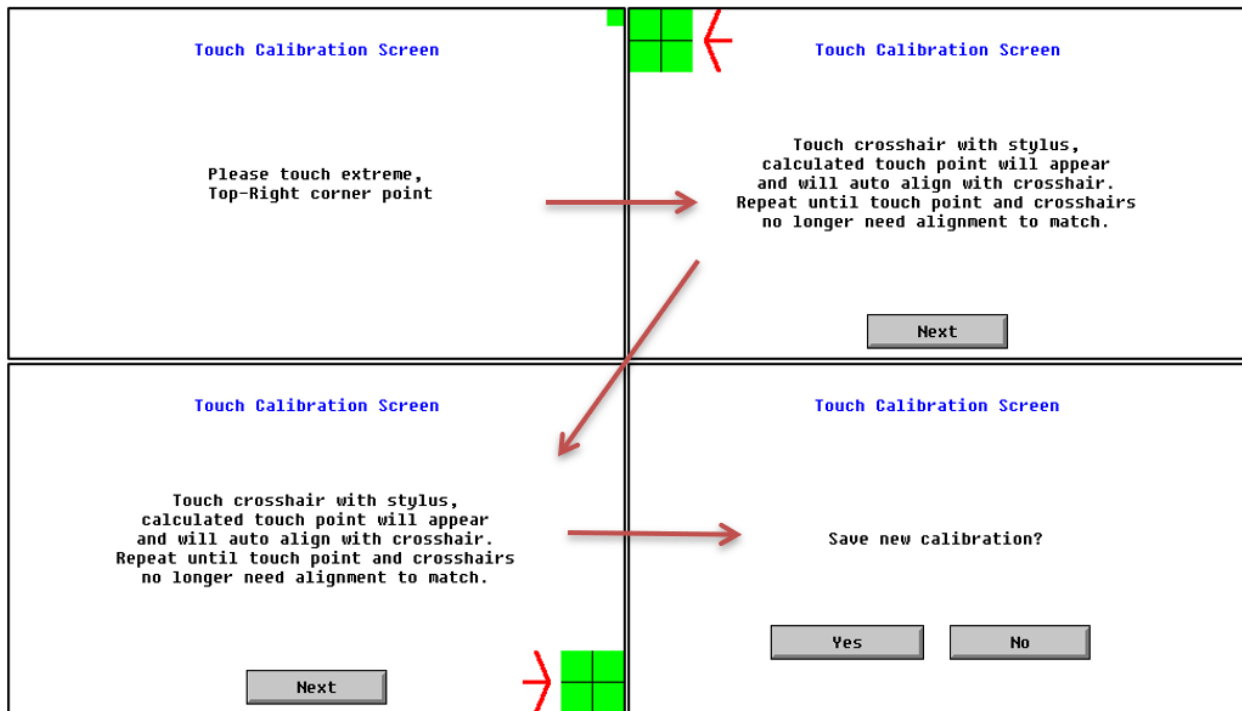 Touch Calibration Screen
Please touch extreme,
Top-Right corner point
Touch Calibration Screen
Touch crosshair with stylus,
calculated touch point will appear
and will auto align with crosshair.
Repeat until touch point and crosshairs
no longer need alignment to match.
Next
Touch Calibration Screen
Touch crosshair with stylus,
calculated touch point will appear
and will auto align with crosshair.
Repeat until touch point and crosshairs
no longer need alignment to match.
Next
Touch Calibration Screen
Save new calibration?
Yes
No